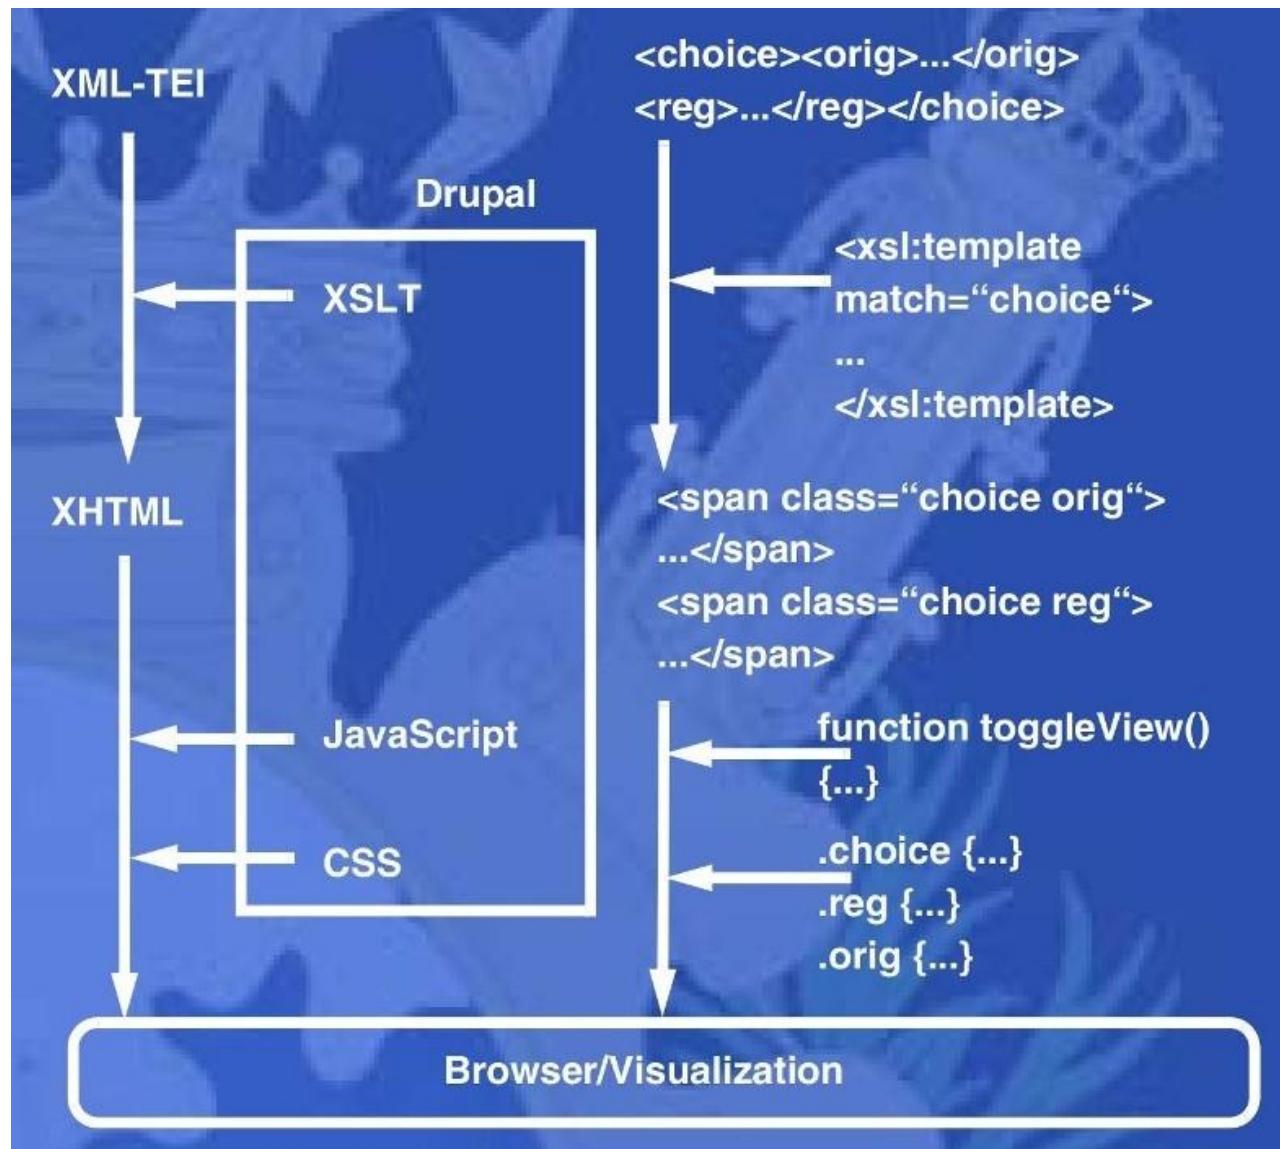 XML-TEI
Drupal
XSLT
XHTML
JavaScript
CSS
<choice><orig>...</orig>
<reg>...</reg></choice>
<xsl:template
match=“choice“>
...
</xsl:template>
<span class=“choice orig“>
...</span>
<span class=“choice reg“>
...</span>
function toggleView()
{...}
.choice {...}
.reg {...}
.orig {...}
Browser/Visualization